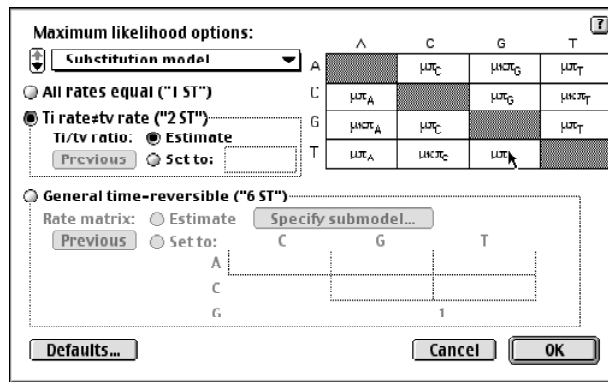 Maximum likelihood options:
?
Substitution model
A C G T
A μπC μκπG μπT
All rates equal ("1 ST")
C μπA μπG μκπT
Ti rate≠tv rate ("2 ST")
G μκπA μπC μπT
Ti/tv ratio: Estimate
Previous Set to:
T μπA μκπC μπ
General time-reversible ("6 ST")
Rate matrix: Estimate Specify submodel...
Previous Set to: C G T
A
C
G 1
Defaults... Cancel OK